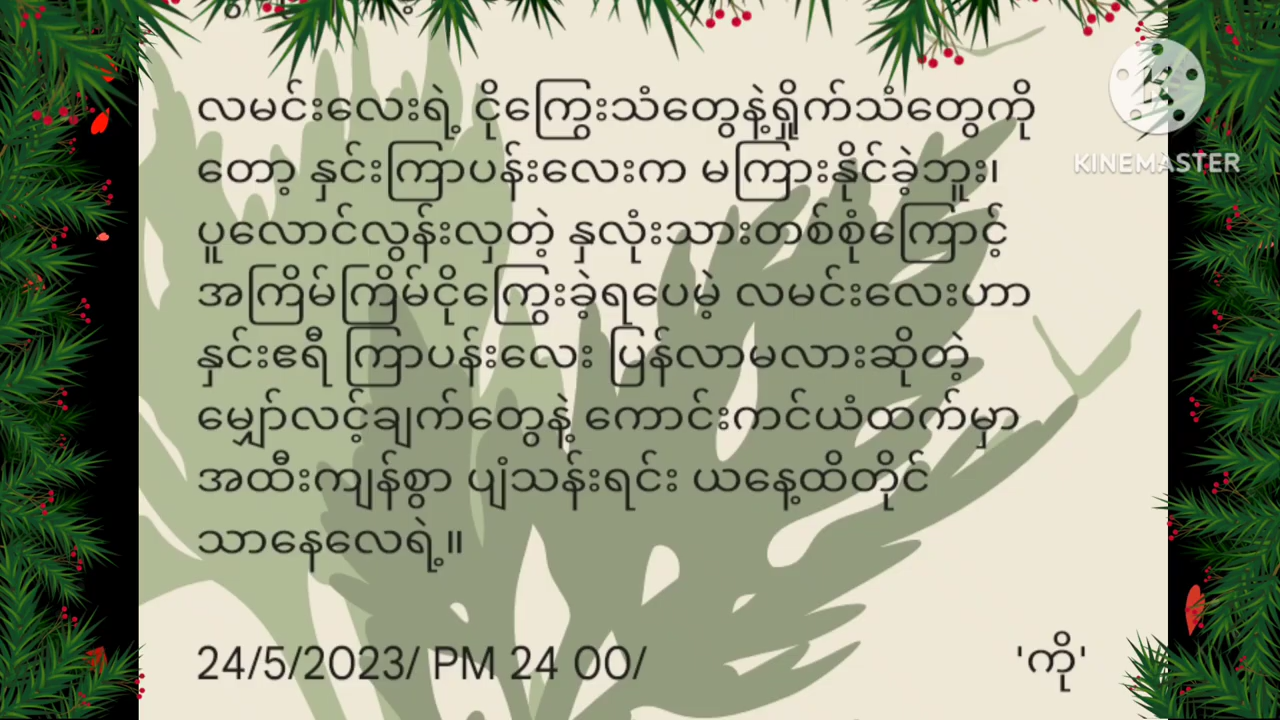 လမင်းလေးရဲ့ ငိုကြွေးသံတွေနဲ့ရှိုက်သံတွေကို
တော့ နှင်းကြာပန်းလေးက မကြားနိုင်ခဲ့ဘူး၊
ပူလောင်လွန်းလှတဲ့ နှလုံးသားတစ်စုံကြောင့်
အကြိမ်ကြိမ်ငိုကြွေးခဲ့ရပေမဲ့ လမင်းလေးဟာ
နှင်းဧရီ ကြာပန်းလေး ပြန်လာမလားဆိုတဲ့
မျှော်လင့်ချက်တွေနဲ့ ကောင်းကင်ယံထက်မှာ
အထီးကျန်စွာ ပျံသန်းရင်း ယနေ့ထိတိုင်
သာနေလေရဲ့။
24/5/2023/ PM 24 00/
'ကို'
KINEMASTER